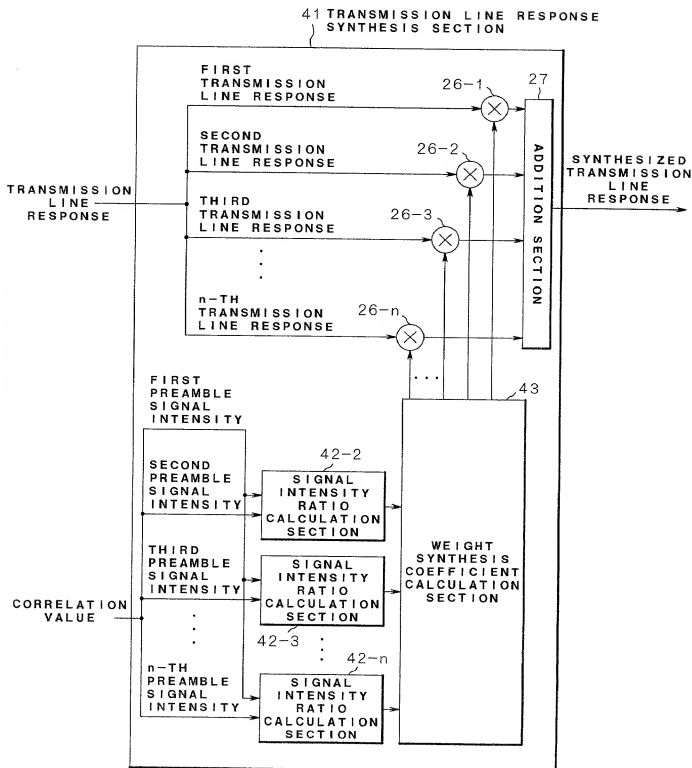 41 TRANSMISSION LINE RESPONSE
SYNTHESIS SECTION
FIRST
TRANSMISSION
LINE RESPONSE
26-1
27
SECOND
TRANSMISSION
LINE RESPONSE
26-2
ADDITION SECTION
SYNTHESIZED
TRANSMISSION
LINE
RESPONSE
TRANSMISSION
LINE
RESPONSE
THIRD
TRANSMISSION
LINE RESPONSE
26-3
n-TH
TRANSMISSION
LINE RESPONSE
26-n
FIRST
PREAMBLE
SIGNAL
INTENSITY
43
SECOND
PREAMBLE
SIGNAL
INTENSITY
42-2
SIGNAL
INTENSITY
RATIO
CALCULATION
SECTION
WEIGHT
SYNTHESIS
COEFFICIENT
CALCULATION
SECTION
THIRD
PREAMBLE
SIGNAL
INTENSITY
SIGNAL
INTENSITY
RATIO
CALCULATION
SECTION
42-3
CORRELATION
VALUE
n-TH
PREAMBLE
SIGNAL
INTENSITY
42-n
SIGNAL
INTENSITY
RATIO
CALCULATION
SECTION